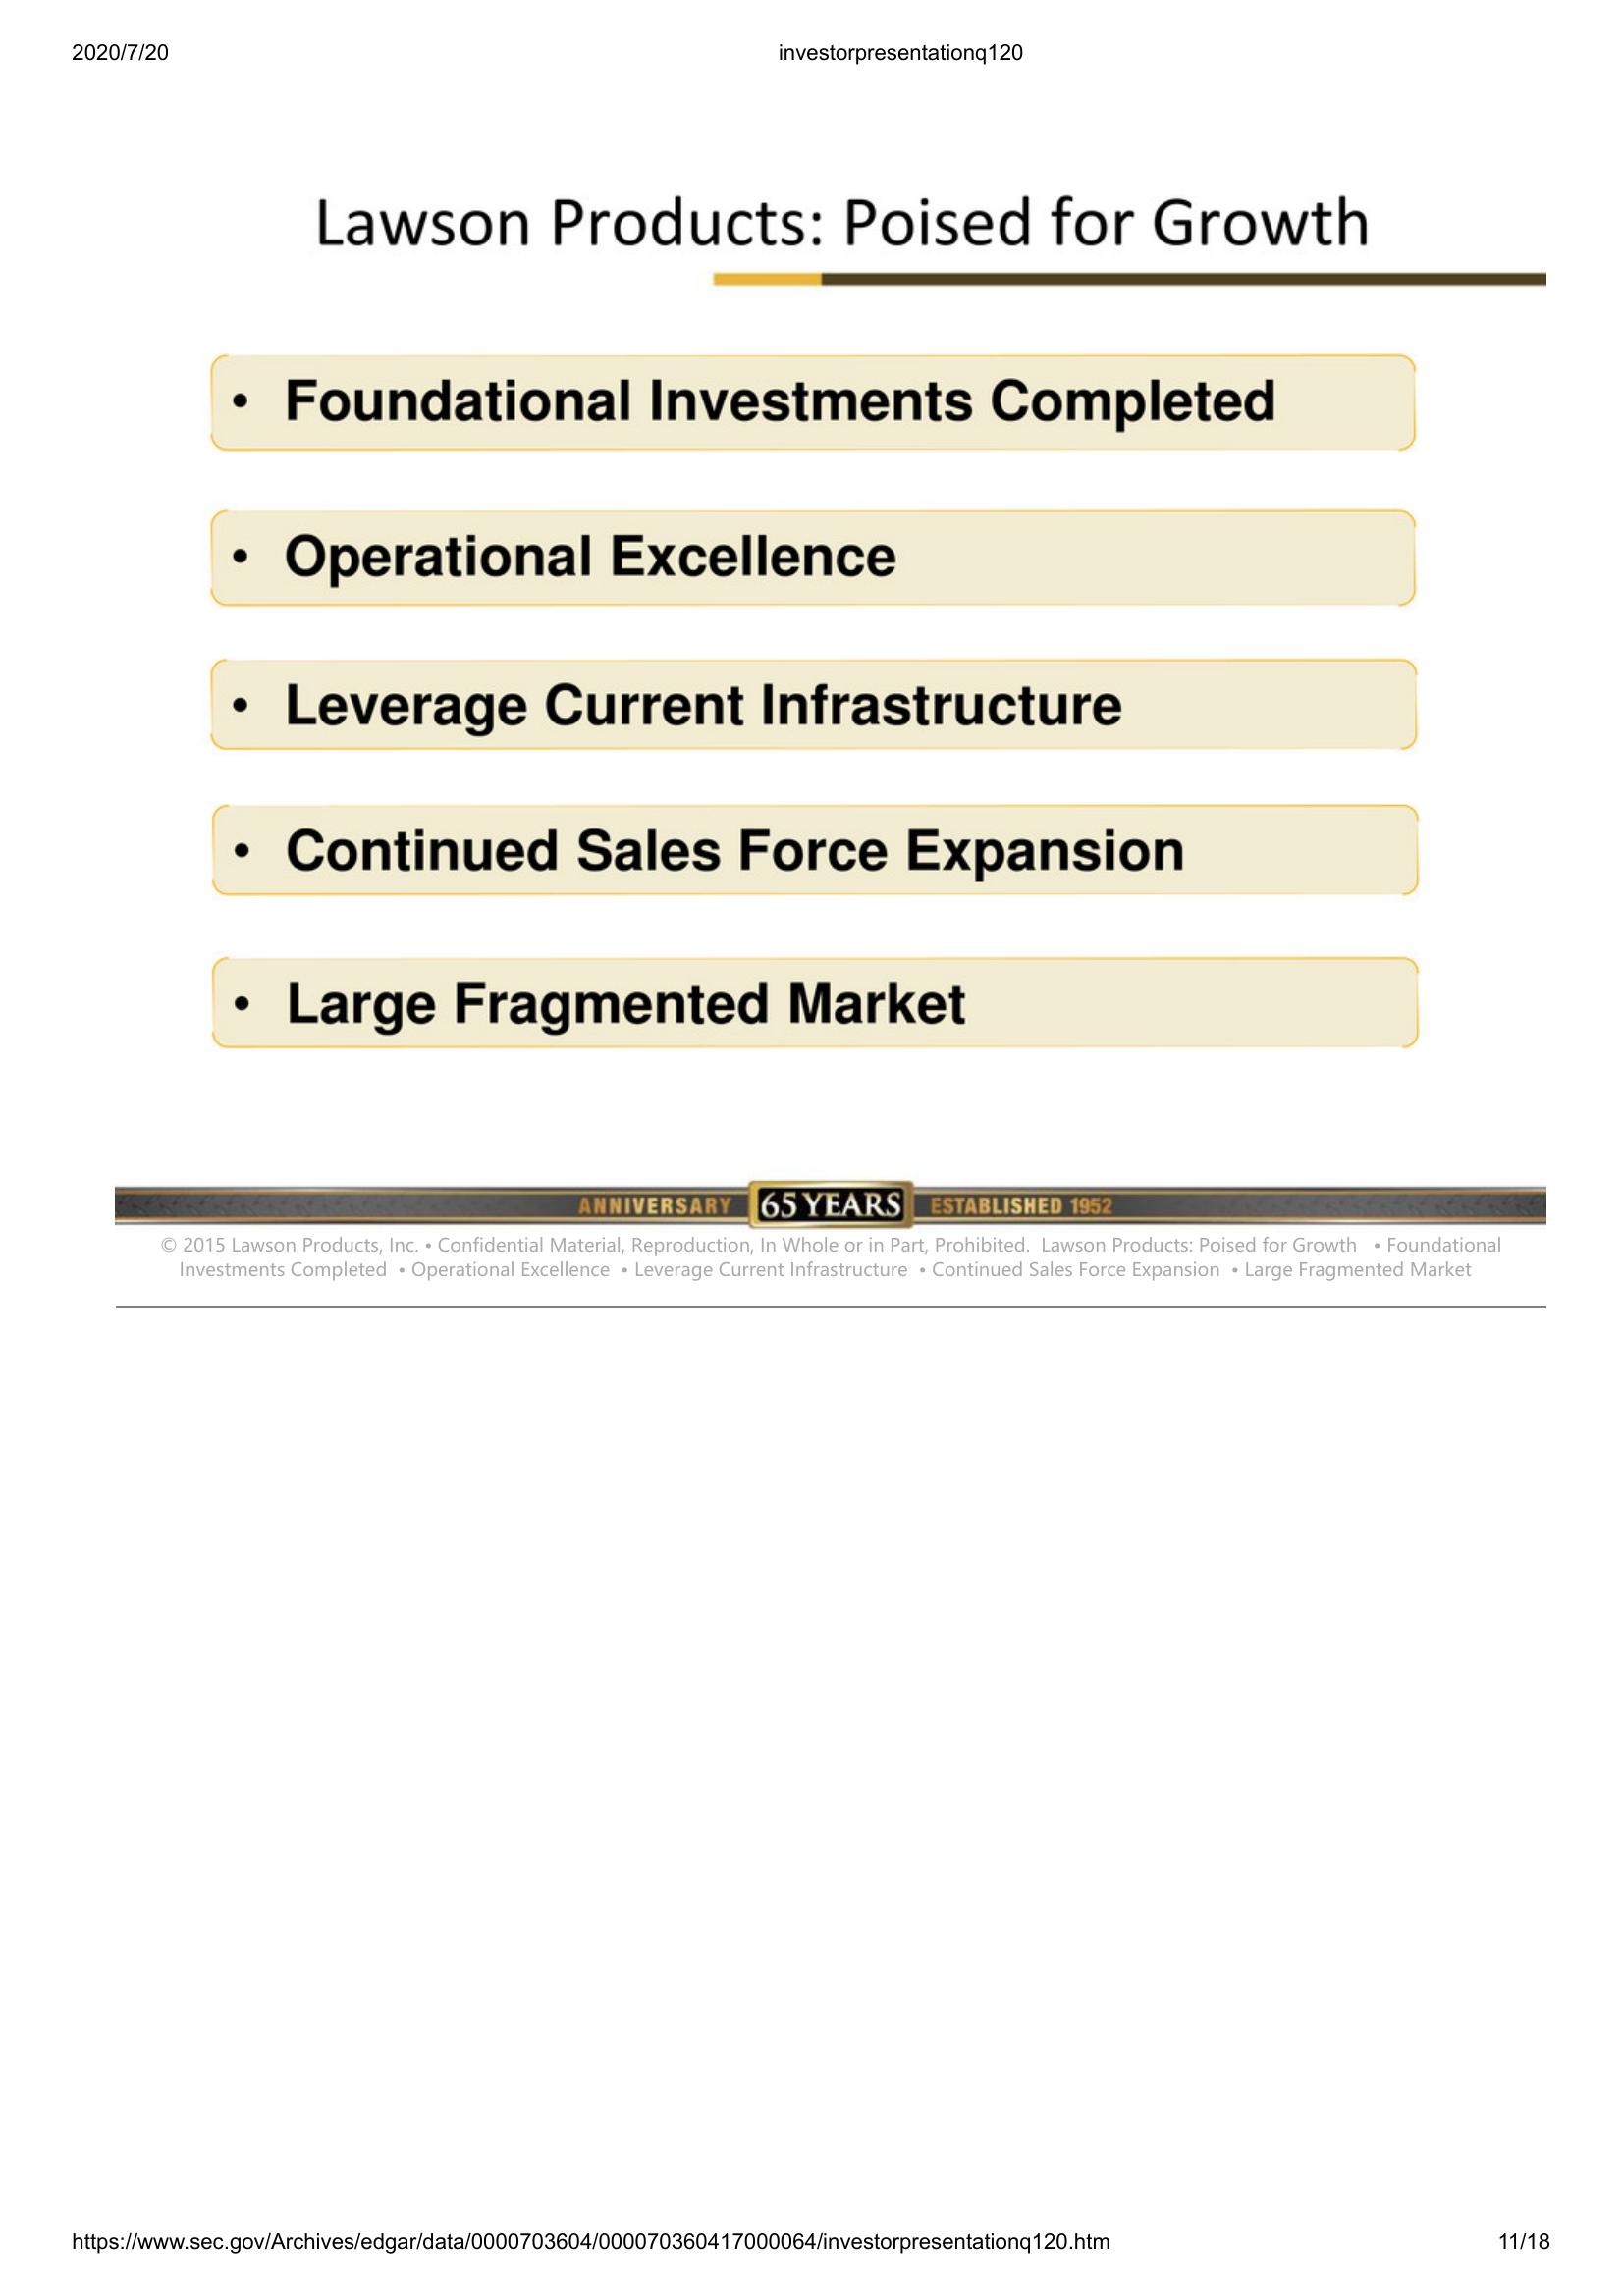 2020/7/20 investorpresentationq120
Lawson Products: Poised for Growth
• Foundational Investments Completed
• Operational Excellence
• Leverage Current Infrastructure
• Continued Sales Force Expansion
• Large Fragmented Market
ANNIVERSARY 65 YEARS ESTABLISHED 1952
© 2015 Lawson Products, Inc. • Confidential Material, Reproduction, In Whole or in Part, Prohibited. Lawson Products: Poised for Growth • Foundational
Investments Completed • Operational Excellence • Leverage Current Infrastructure • Continued Sales Force Expansion • Large Fragmented Market
https://www.sec.gov/Archives/edgar/data/0000703604/000070360417000064/investorpresentationq120.htm 11/18